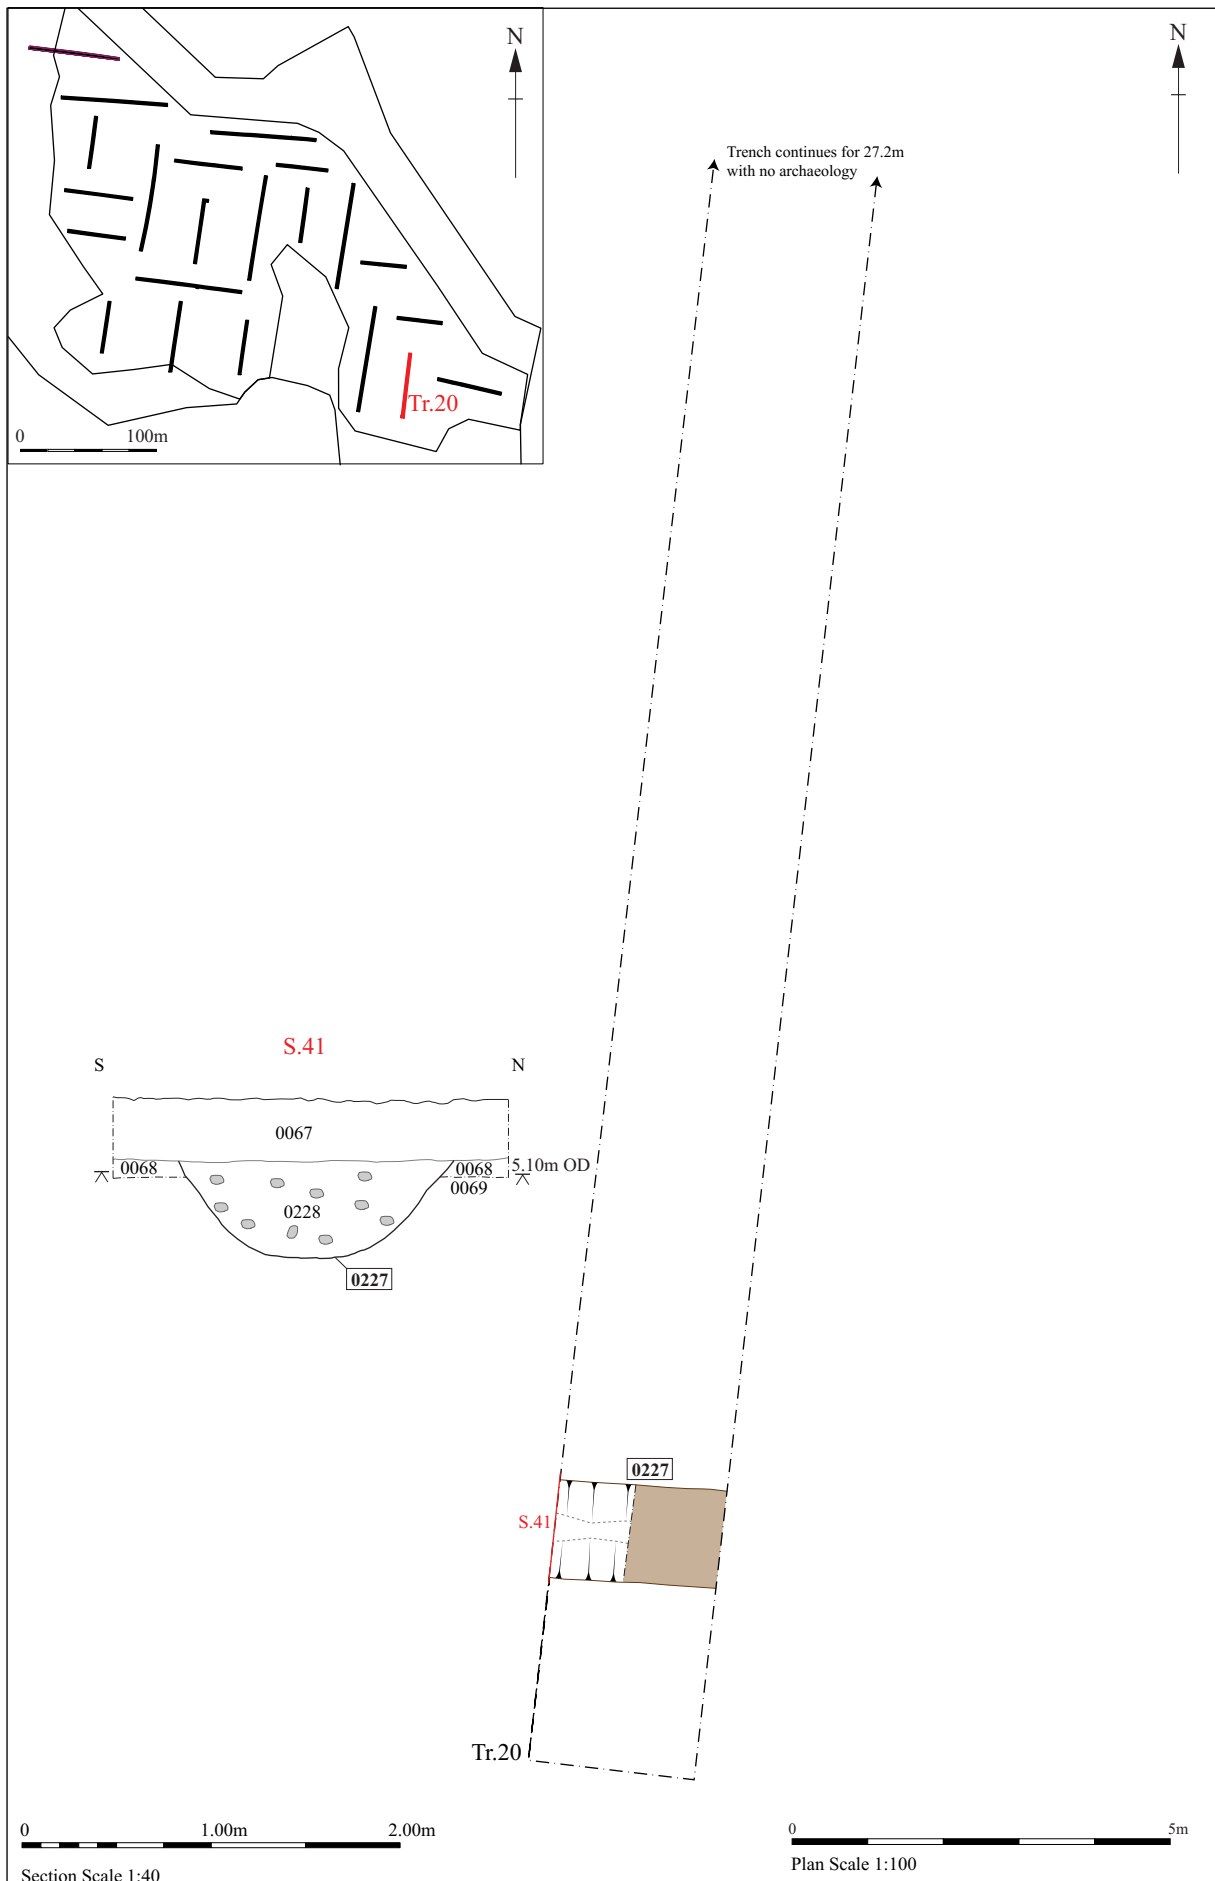 N
N
Tr.20
0 100m
Trench continues for 27.2m
with no archaeology
S.41
S N
0067
0068 0068 5.10m OD
0069
0228
0227
0227
S.41
Tr.20
0 1.00m 2.00m
Section Scale 1:40
0 5m
Plan Scale 1:100